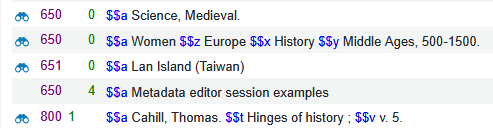 650 0 $$a Science, Medieval.
650 0 $$a Women $$z Europe $$x History $$y Middle Ages, 500-1500.
651 0 $$a Lan Island (Taiwan)
650 4 $$a Metadata editor session examples
800 1 $$a Cahill, Thomas. $$t Hinges of history ; $$v v. 5.